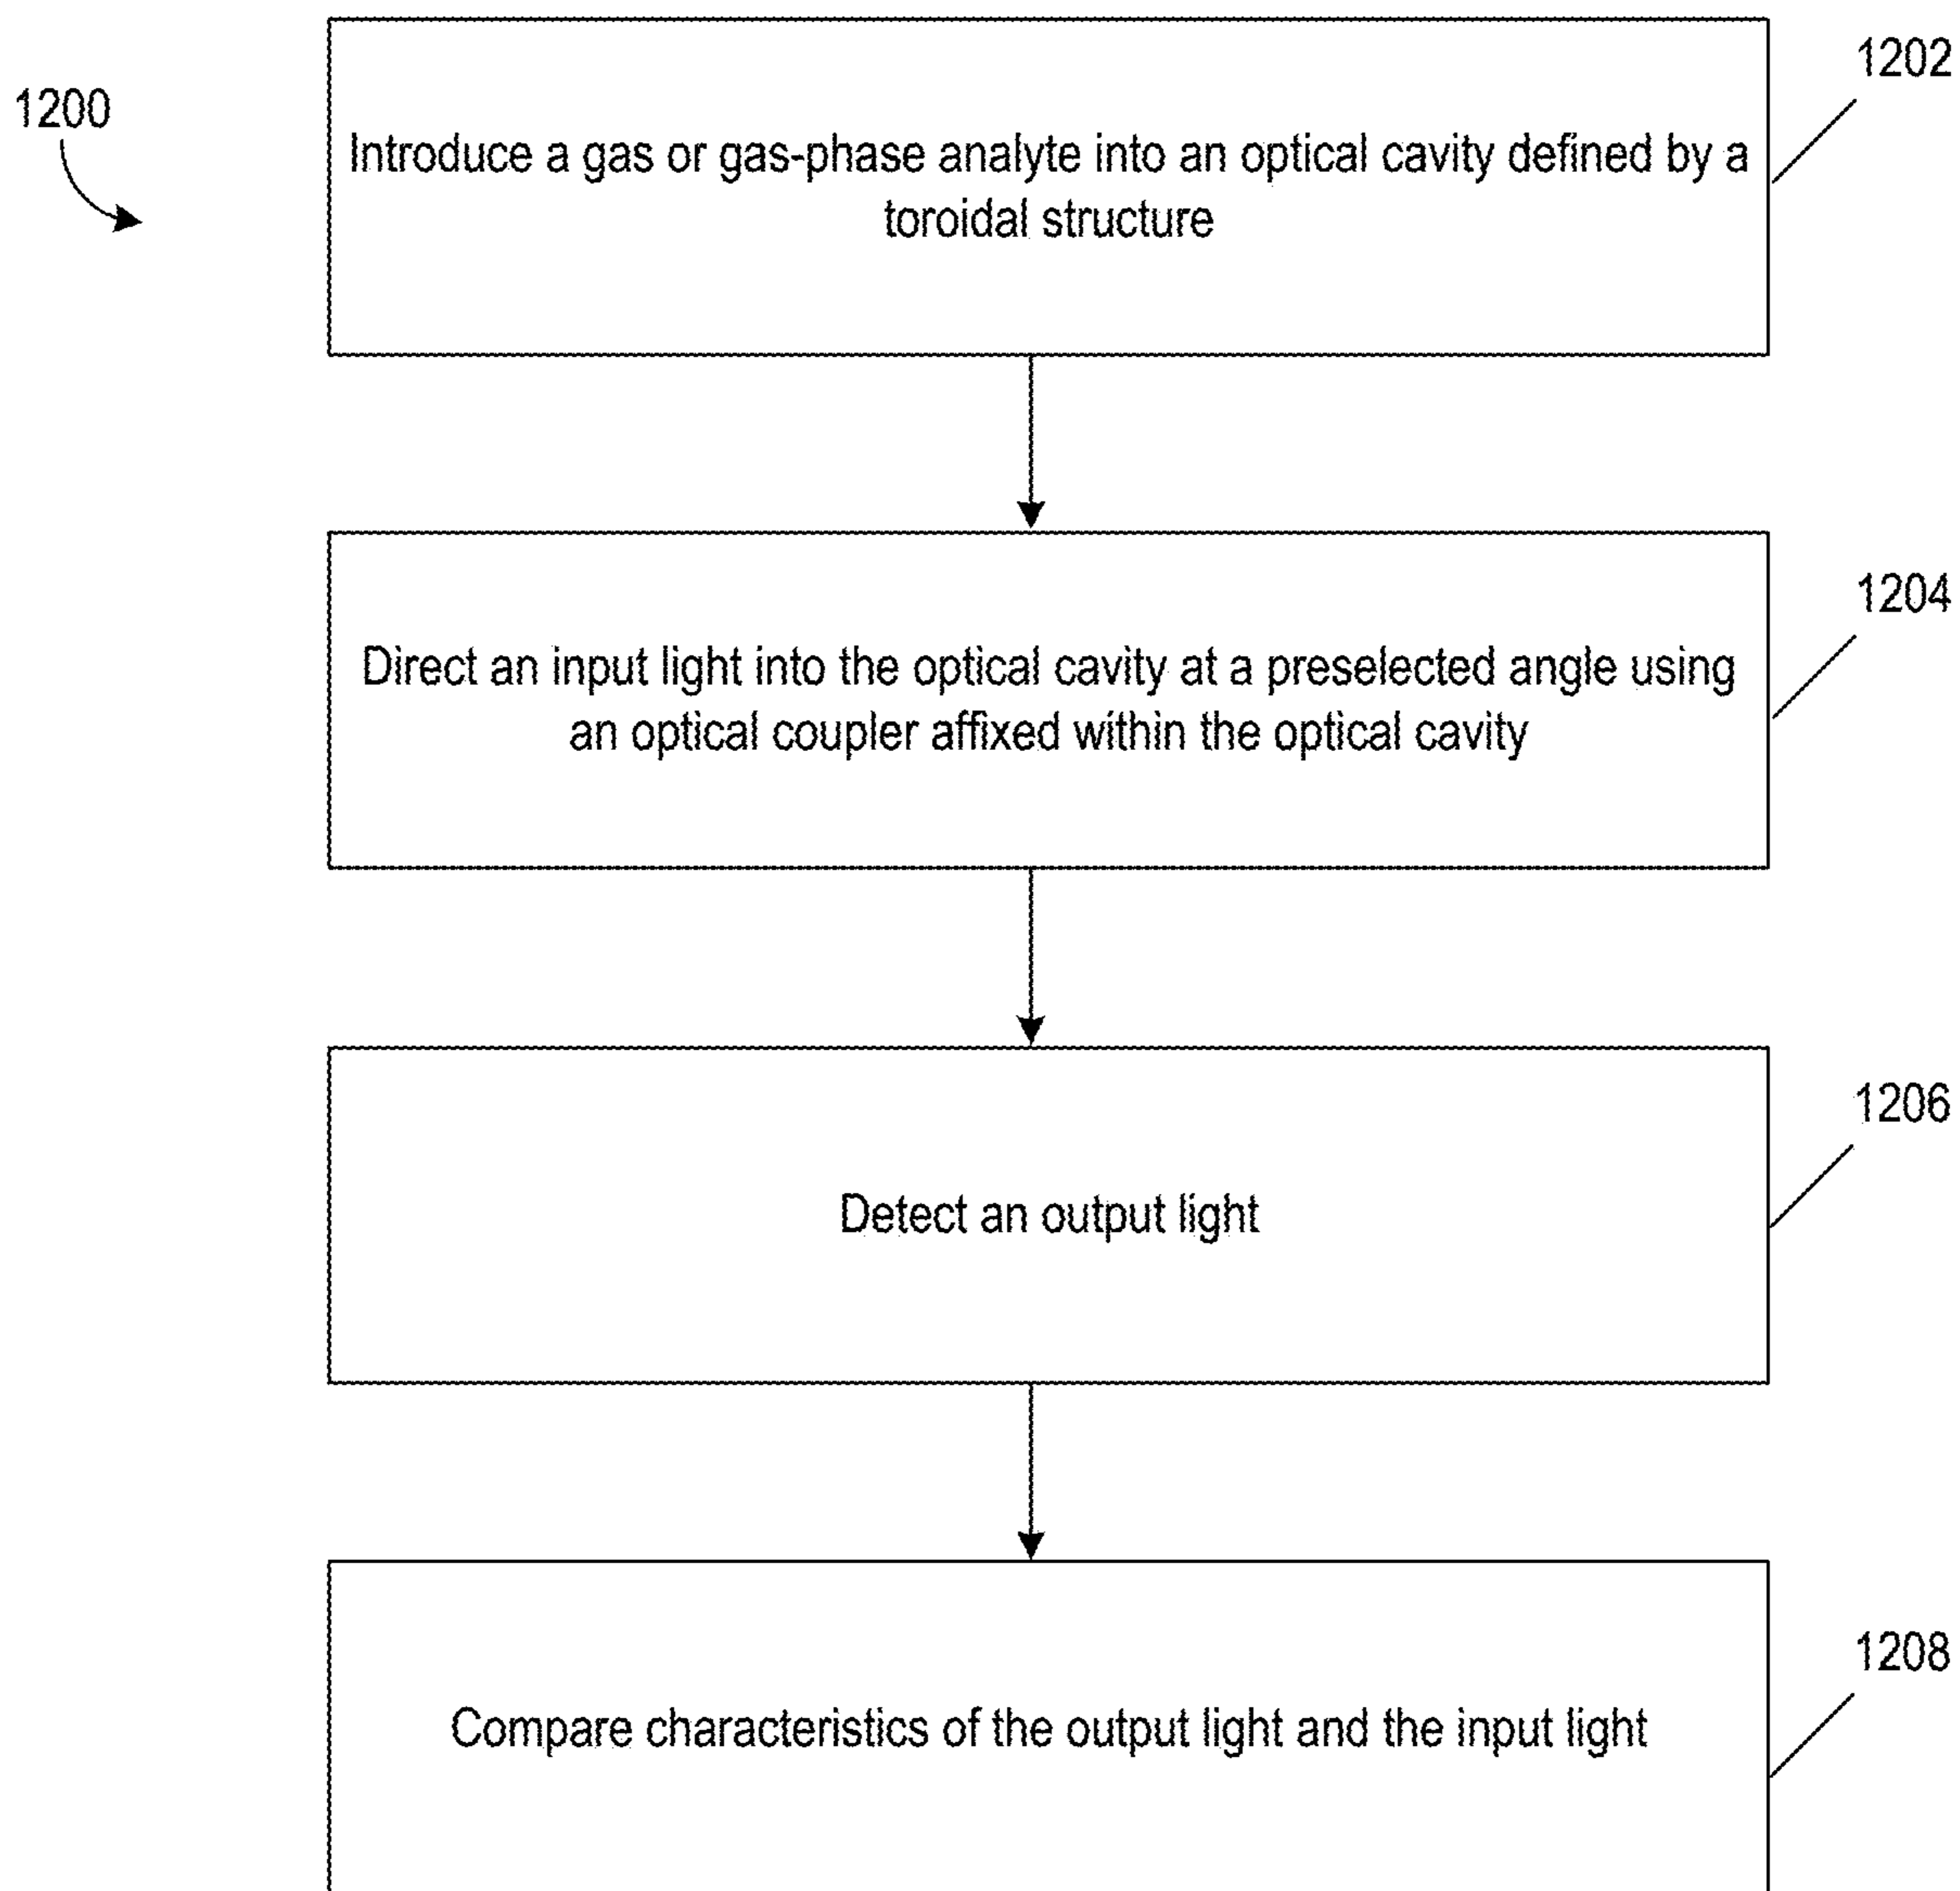 1200
1202
Introduce a gas or gas-phase analyte into an optical cavity defined by a
toroidal structure
1204
Direct an input light into the optical cavity at a preselected angle using
an optical coupler affixed within the optical cavity
1206
Detect an output light
1208
Compare characteristics of the output light and the input light